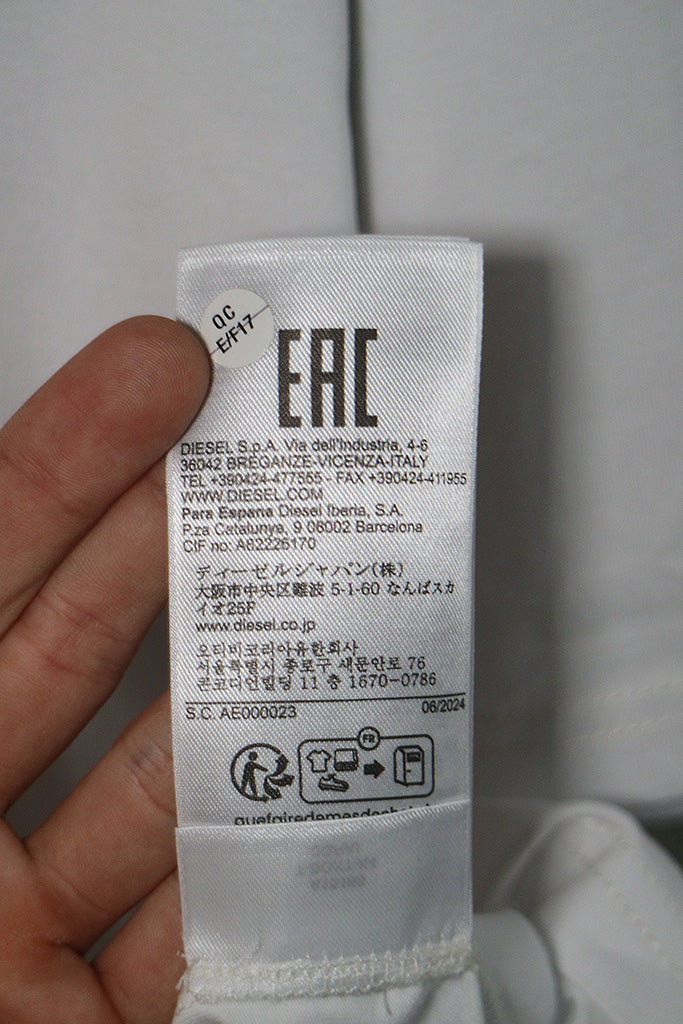 QC
E/F17
EAC
DIESEL S.p.A. Via dell'Industria, 4-6
36042 BREGANZE-VICENZA-ITALY
TEL +390424-477555 - FAX +390424-411955
WWW.DIESEL.COM
Para Espana Diesel Iberia, S.A.
P.za Catalunya, 9 08002 Barcelona
CIF no: A62226170
ディーゼルジャパン(株)
大阪市中央区難波 5-1-60 なんばスカ
イオ25F
www.diesel.co.jp
오티비코리아유한회사
서울특별시 종로구 새문안로 76
콘코디언빌딩 11 층 1670-0786
S.C. AE000023 06/2024
FR